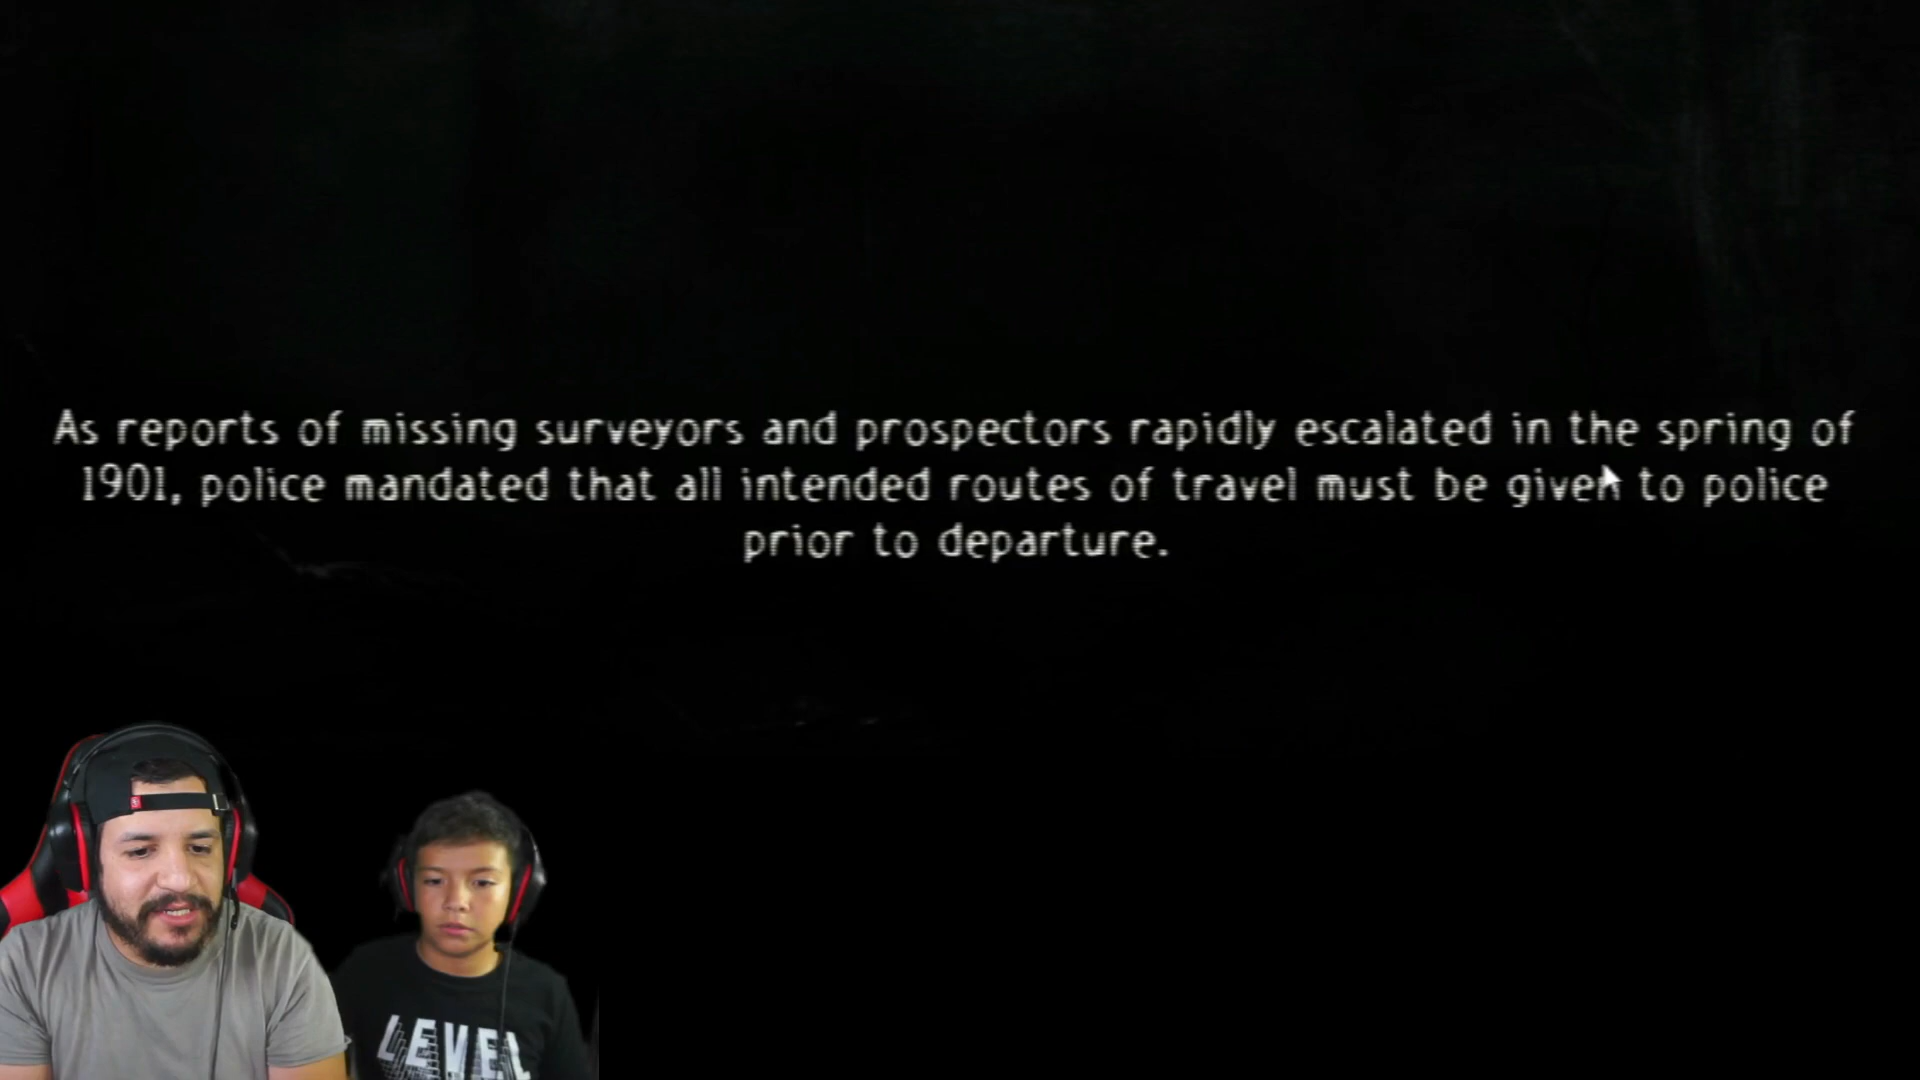 As reports of missing surveyors and prospectors rapidly escalated in the spring of
1901, police mandated that all intended routes of travel must be given to police
prior to departure.
LEVEL